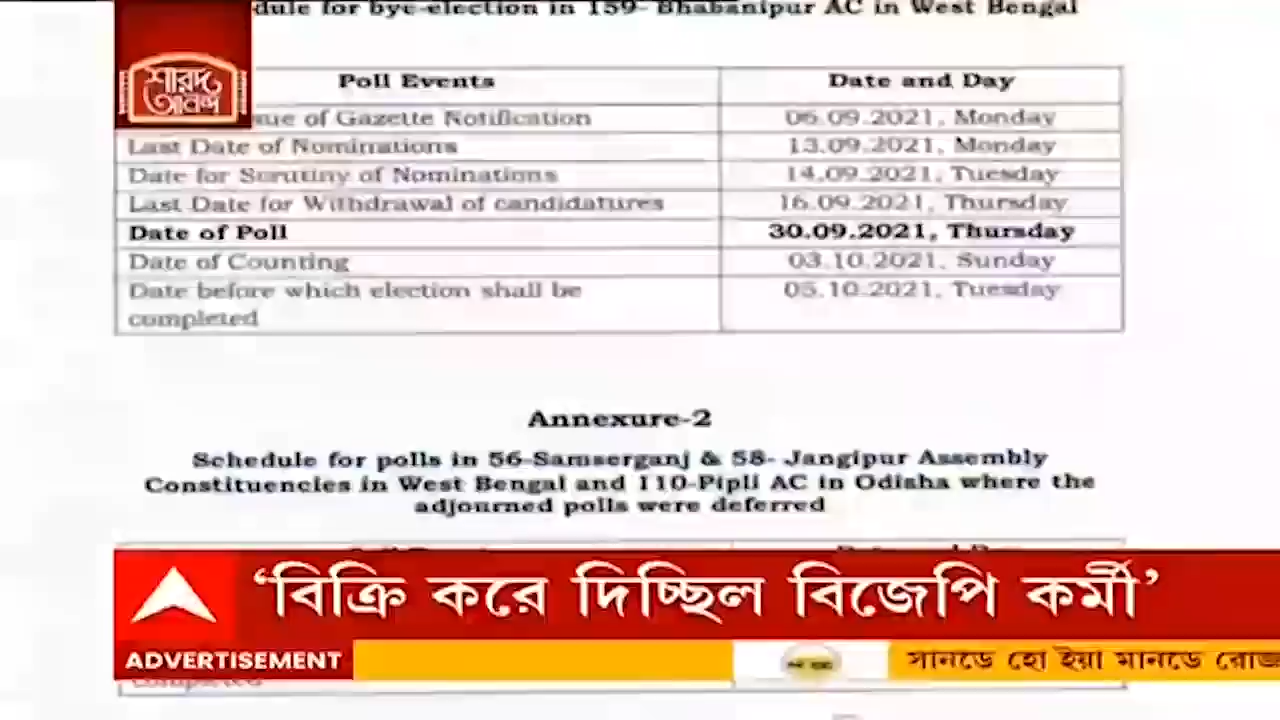 dule for bye-election in 159- Bhabanipur AC in West Bengal
শারদ
আনন্দ
Poll Events Date and Day
sue of Gazette Notification 06.09.2021, Monday
Last Date of Nominations 13.09.2021, Monday
Date for Scrutiny of Nominations 14.09.2021, Tuesday
Last Date for Withdrawal of candidatures 16.09.2021, Thursday
Date of Poll 30.09.2021, Thursday
Date of Counting 03.10.2021, Sunday
Date before which election shall be 05.10.2021, Tuesday
completed
Annexure-2
Schedule for polls in 56-Samserganj & 58- Jangipur Assembly
Constituencies in West Bengal and 110-Pipli AC in Odisha where the
adjourned polls were deferred
‘বিক্রি করে দিচ্ছিল বিজেপি কর্মী’
ADVERTISEMENT সানডে হো ইয়া মানডে রোজ
completed